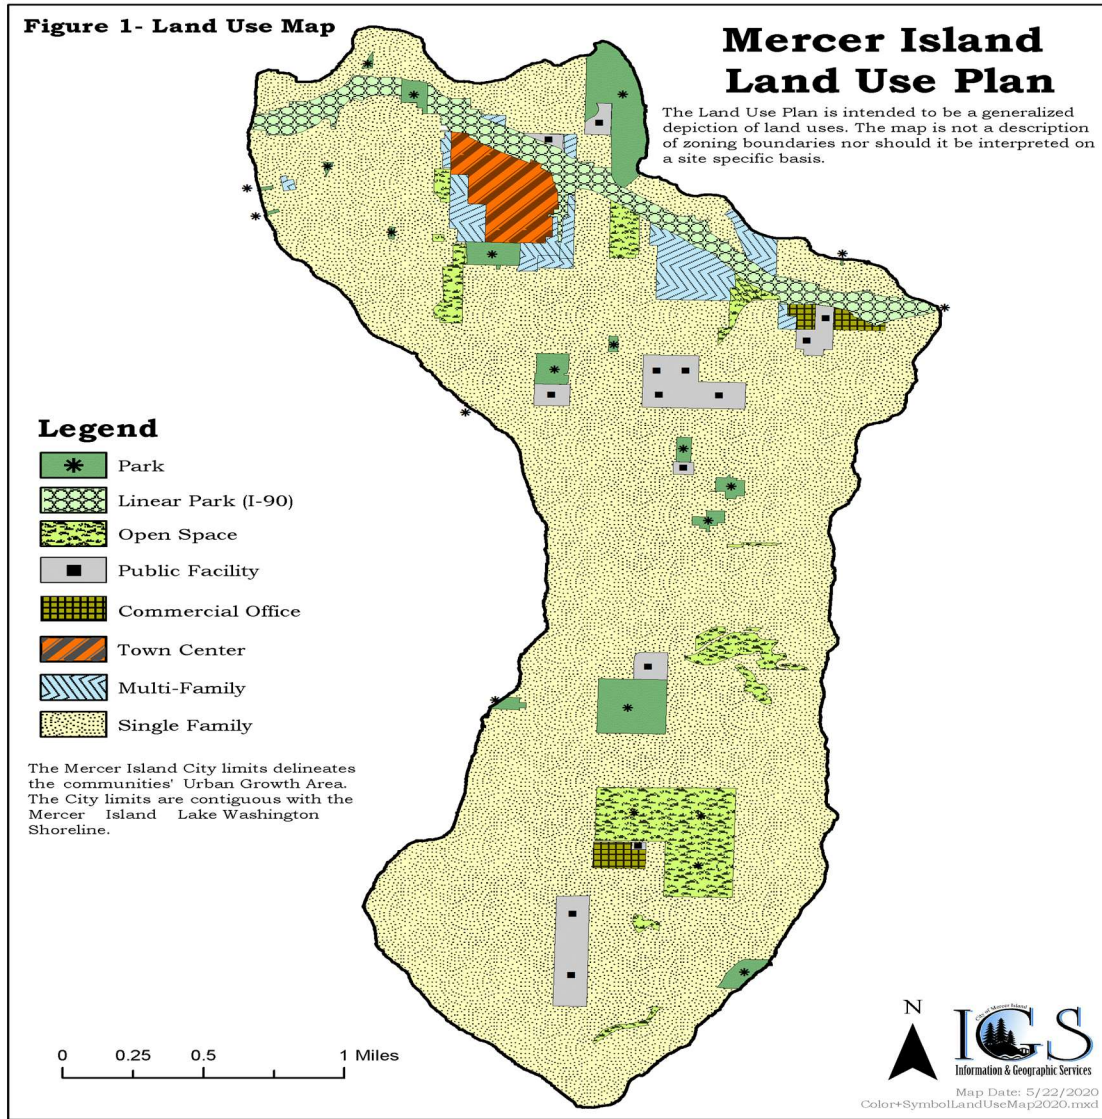 Figure 1- Land Use Map
Mercer Island
Land Use Plan
The Land Use Plan is intended to be a generalized
depiction of land uses. The map is not a description
of zoning boundaries nor should it be interpreted on
a site specific basis.
Legend
Park
Linear Park (I-90)
Open Space
Public Facility
Commercial Office
Town Center
Multi-Family
Single Family
The Mercer Island City limits delineates
the communities' Urban Growth Area.
The City limits are contiguous with the
Mercer Island Lake Washington
Shoreline.
0 0.25 0.5 1 Miles
N
City of Mercer Island
IGS
Information & Geographic Services
Map Date: 5/22/2020
Color+SymbolLandUseMap2020.mxd